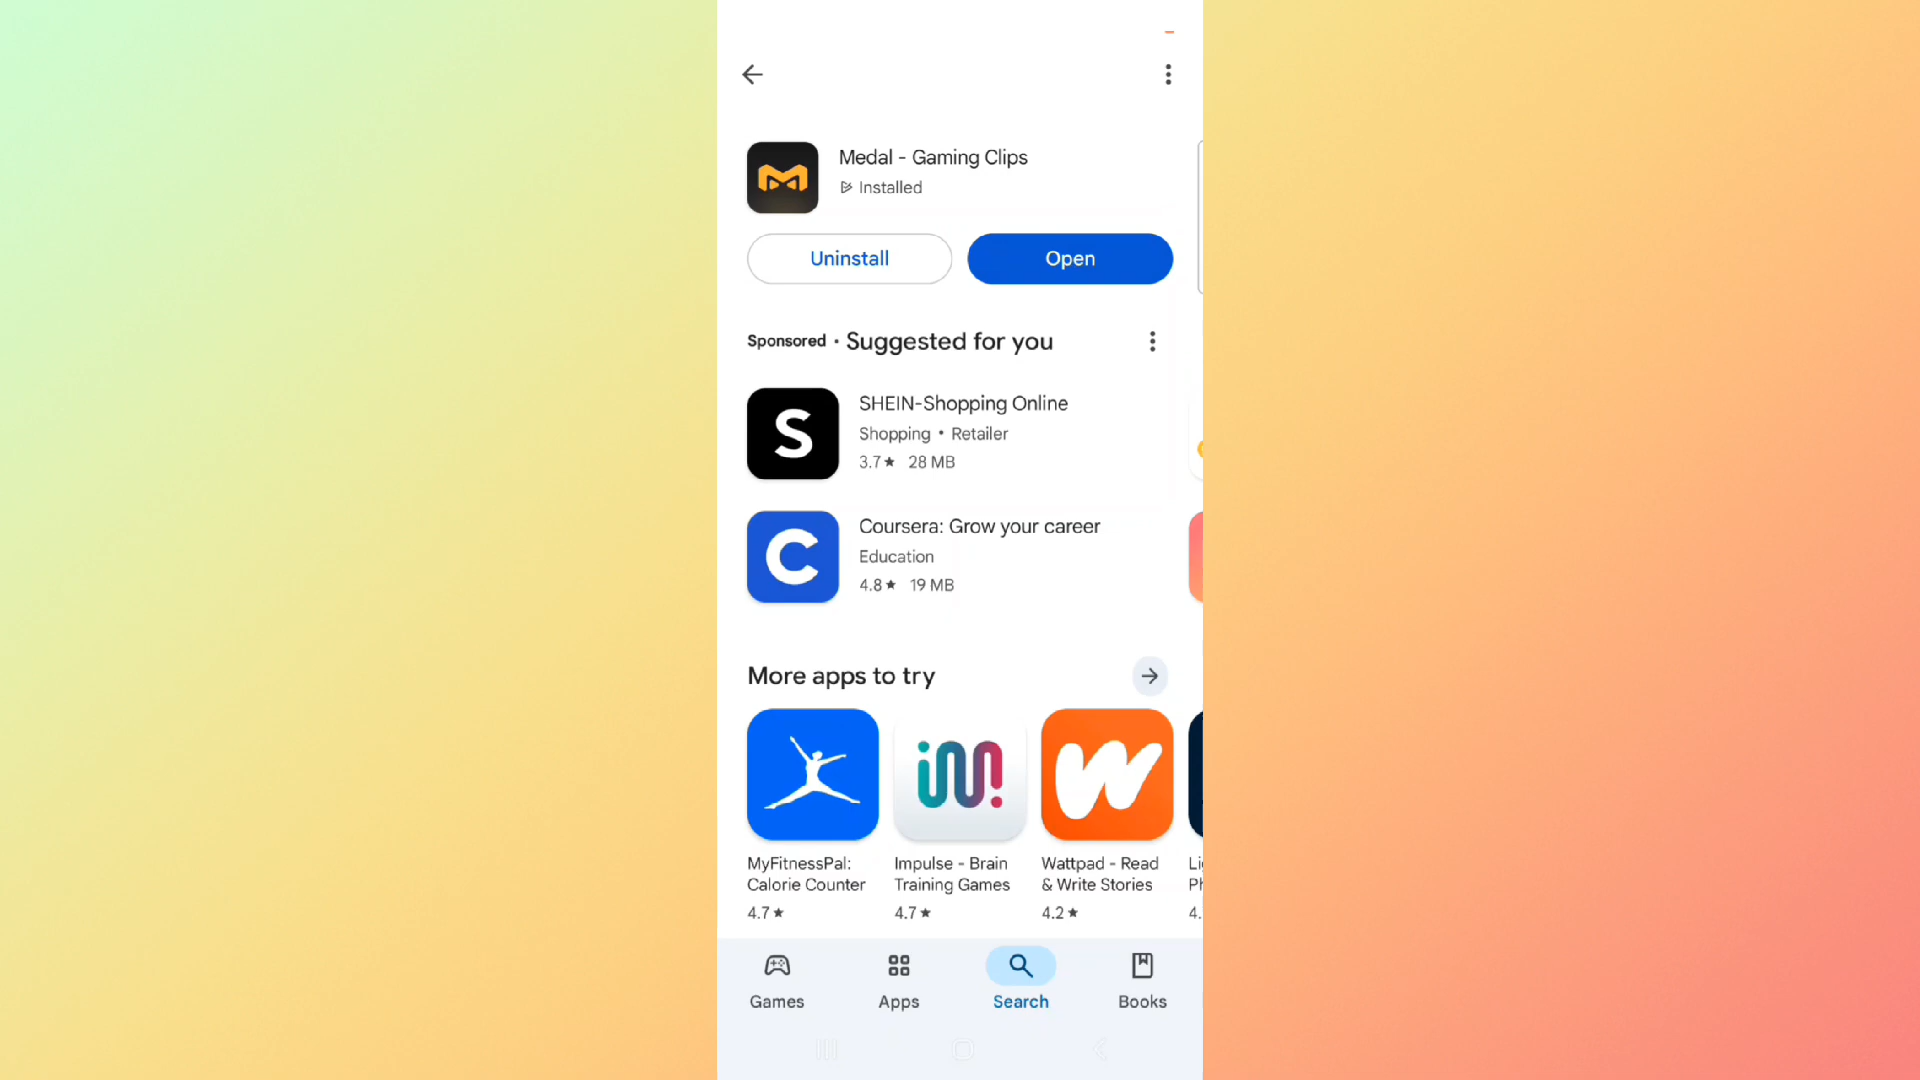 Medal - Gaming Clips
Installed
Uninstall
Open
Sponsored · Suggested for you
SHEIN-Shopping Online
Shopping • Retailer
3.7★ 28 MB
Coursera: Grow your career
Education
4.8★ 19 MB
More apps to try
MyFitnessPal:
Calorie Counter
4.7★
Impulse - Brain
Training Games
4.7★
Wattpad - Read
& Write Stories
4.2★
Games
Apps
Search
Books